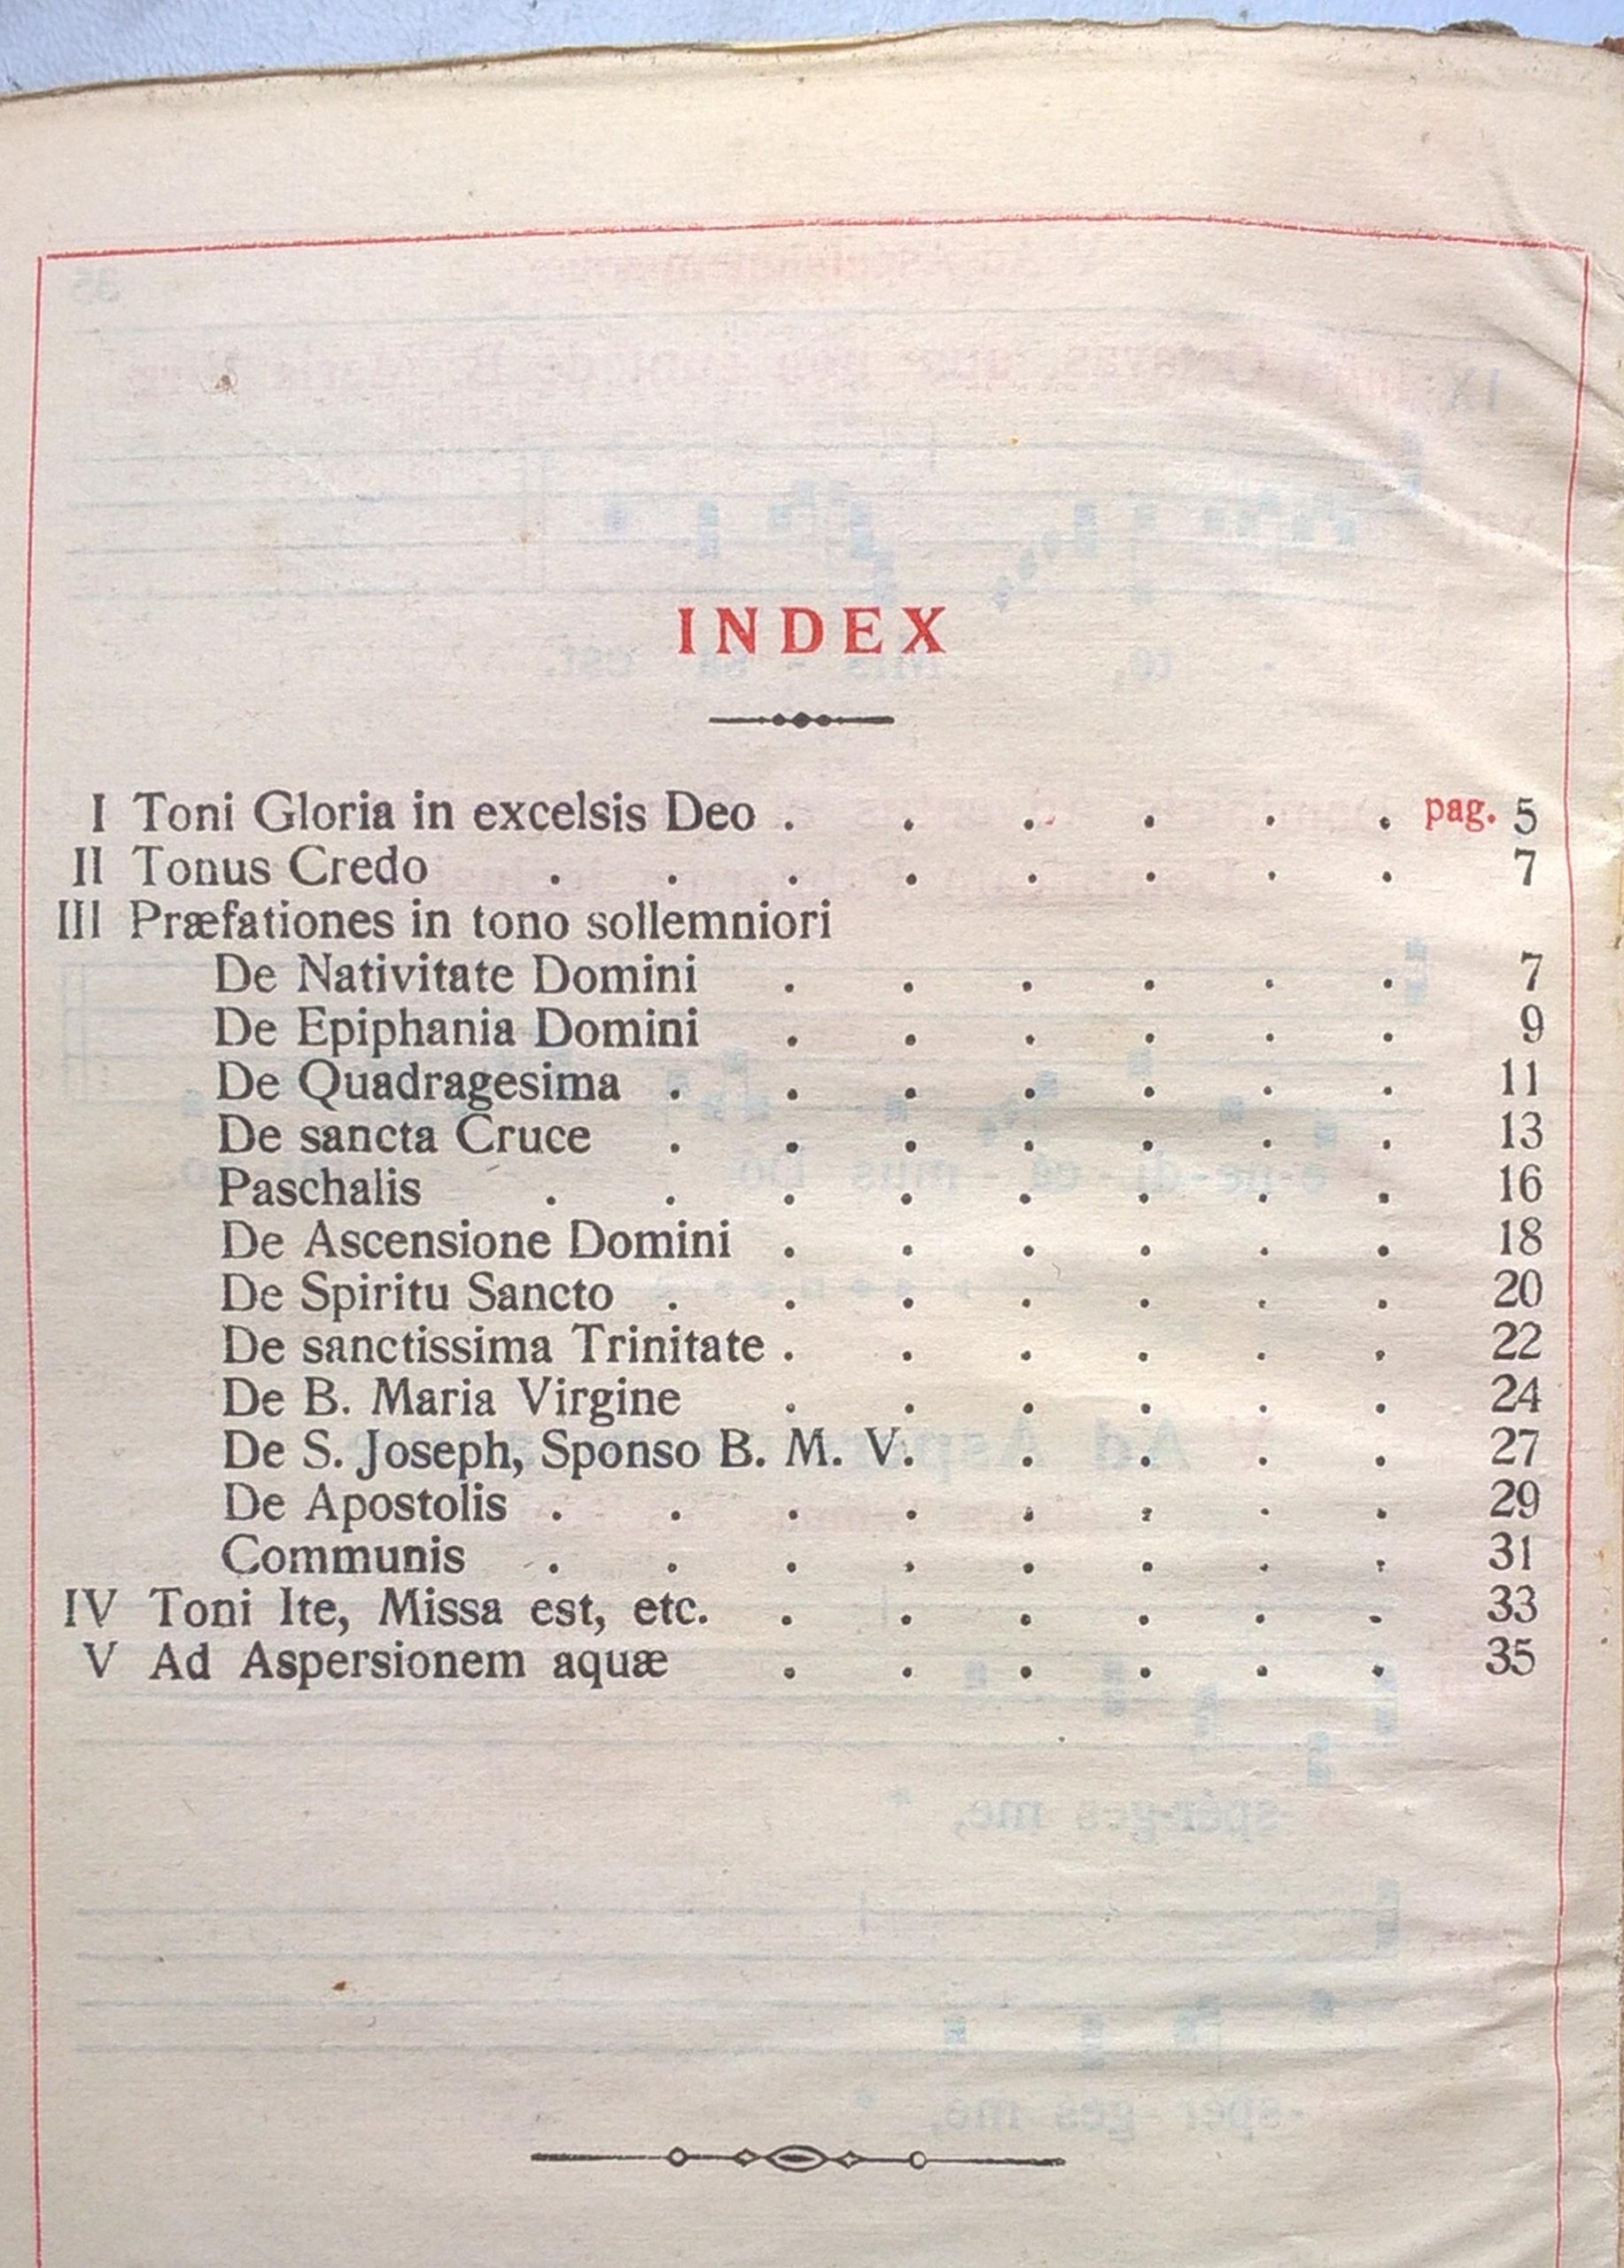 INDEX
I Toni Gloria in excelsis Deo . . . . . . pag. 5
II Tonus Credo . . . . . . . . 7
III Præfationes in tono sollemniori
De Nativitate Domini . . . . . . 7
De Epiphania Domini . . . . . . 9
De Quadragesima . . . . . . . 11
De sancta Cruce . . . . . . . 13
Paschalis . . . . . . . . 16
De Ascensione Domini . . . . . . 18
De Spiritu Sancto . . . . . . . 20
De sanctissima Trinitate . . . . . . 22
De B. Maria Virgine . . . . . . 24
De S. Joseph, Sponso B. M. V. . . . . 27
De Apostolis . . . . . . . . 29
Communis . . . . . . . . 31
IV Toni Ite, Missa est, etc. . . . . . . 33
V Ad Aspersionem aquæ . . . . . . 35